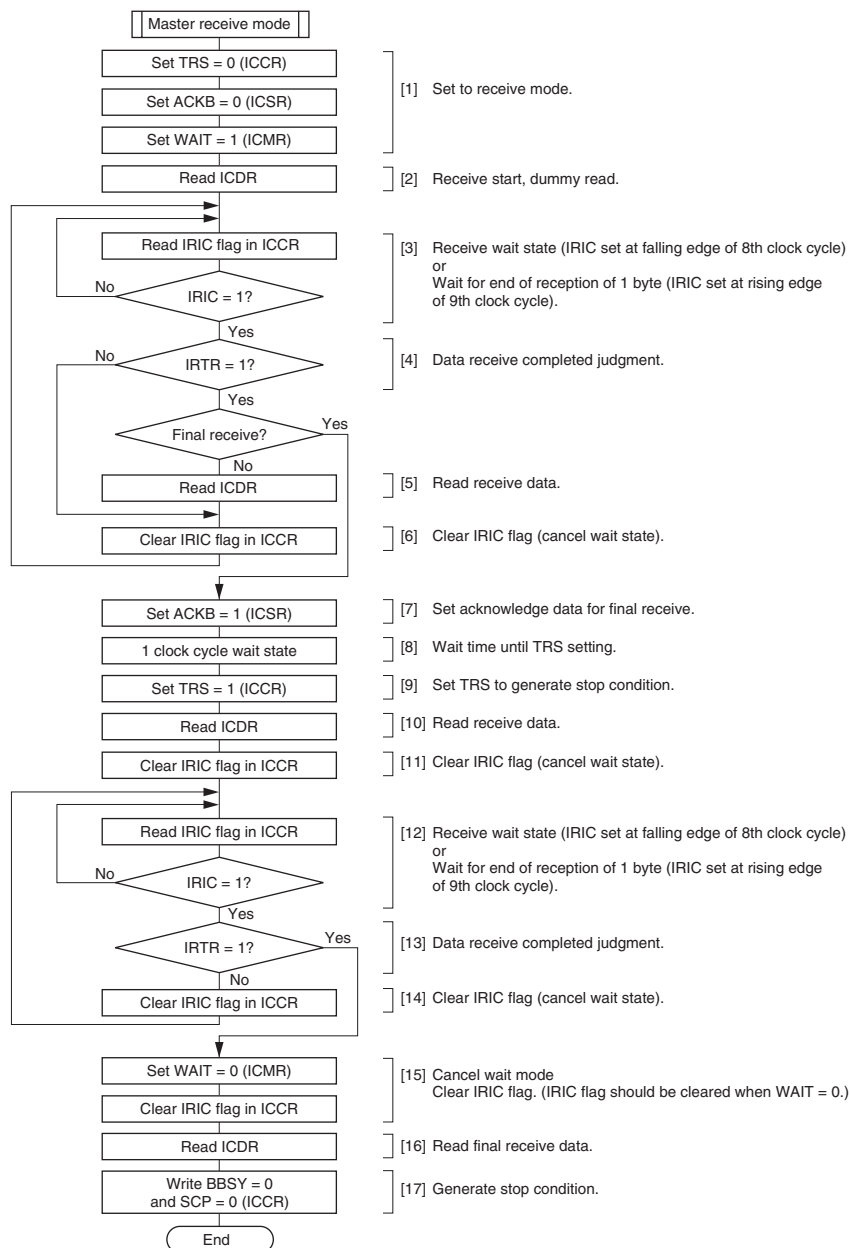 Master receive mode
Set TRS = 0 (ICCR)
Set ACKB = 0 (ICSR)
[1] Set to receive mode.
Set WAIT = 1 (ICMR)
Read ICDR
[2] Receive start, dummy read.
Read IRIC flag in ICCR
[3] Receive wait state (IRIC set at falling edge of 8th clock cycle)
or
Wait for end of reception of 1 byte (IRIC set at rising edge
of 9th clock cycle).
No
IRIC = 1?
Yes
No
IRTR = 1?
[4] Data receive completed judgment.
Yes
Final receive?
Yes
No
Read ICDR
[5] Read receive data.
Clear IRIC flag in ICCR
[6] Clear IRIC flag (cancel wait state).
Set ACKB = 1 (ICSR)
[7] Set acknowledge data for final receive.
1 clock cycle wait state
[8] Wait time until TRS setting.
Set TRS = 1 (ICCR)
[9] Set TRS to generate stop condition.
Read ICDR
[10] Read receive data.
Clear IRIC flag in ICCR
[11] Clear IRIC flag (cancel wait state).
Read IRIC flag in ICCR
[12] Receive wait state (IRIC set at falling edge of 8th clock cycle)
or
Wait for end of reception of 1 byte (IRIC set at rising edge
of 9th clock cycle).
No
IRIC = 1?
Yes
IRTR = 1?
Yes
[13] Data receive completed judgment.
No
Clear IRIC flag in ICCR
[14] Clear IRIC flag (cancel wait state).
Set WAIT = 0 (ICMR)
[15] Cancel wait mode
Clear IRIC flag. (IRIC flag should be cleared when WAIT = 0.)
Clear IRIC flag in ICCR
Read ICDR
[16] Read final receive data.
Write BBSY = 0
and SCP = 0 (ICCR)
[17] Generate stop condition.
End